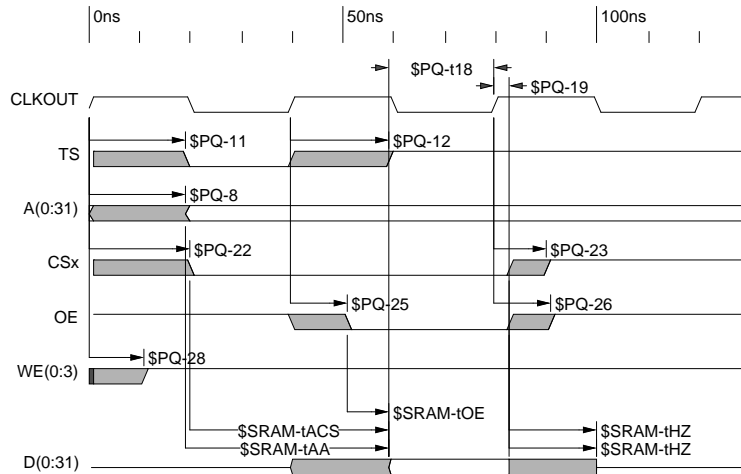 0ns 50ns 100ns
$PQ-t18
$PQ-19
CLKOUT
$PQ-11 $PQ-12
TS
$PQ-8
A(0:31)
$PQ-22 $PQ-23
CSx
$PQ-25 $PQ-26
OE
$PQ-28
WE(0:3)
$SRAM-tOE
$SRAM-tACS $SRAM-tHZ
$SRAM-tAA $SRAM-tHZ
D(0:31)